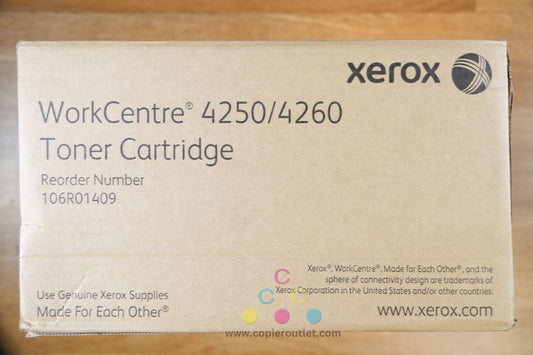 xerox
WorkCentre® 4250/4260
Toner Cartridge
Reorder Number
106R01409
Xerox®, WorkCentre®, Made for Each Other®, and the
sphere of connectivity design are trademarks of
Xerox Corporation in the United States and/or other countries.
Use Genuine Xerox Supplies
Made For Each Other®
www.xerox.com
C
C L
www.copieroutlet.com